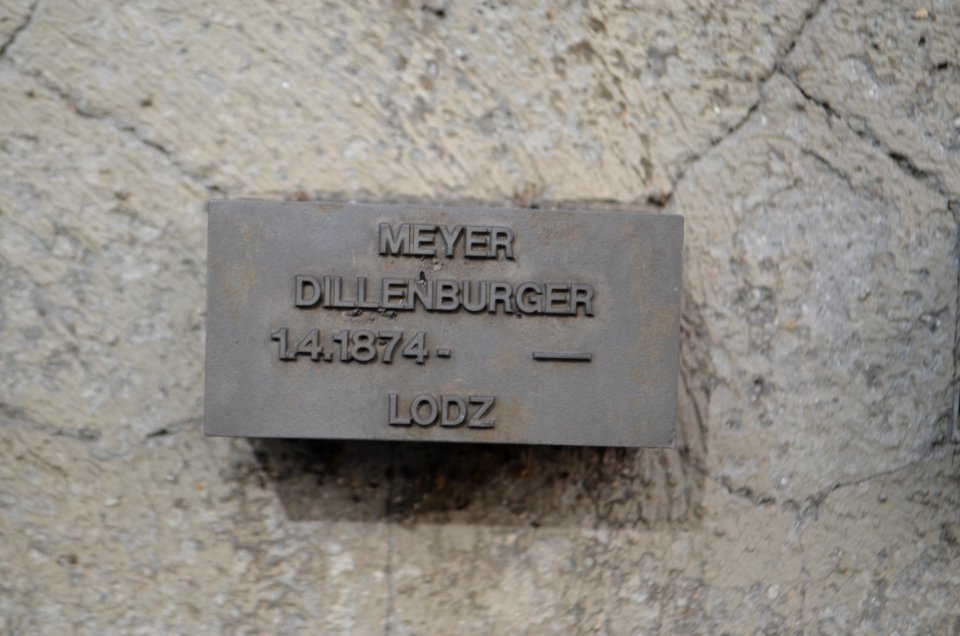 MEYER
DILLENBURGER
1.4.1874 - —
LODZ